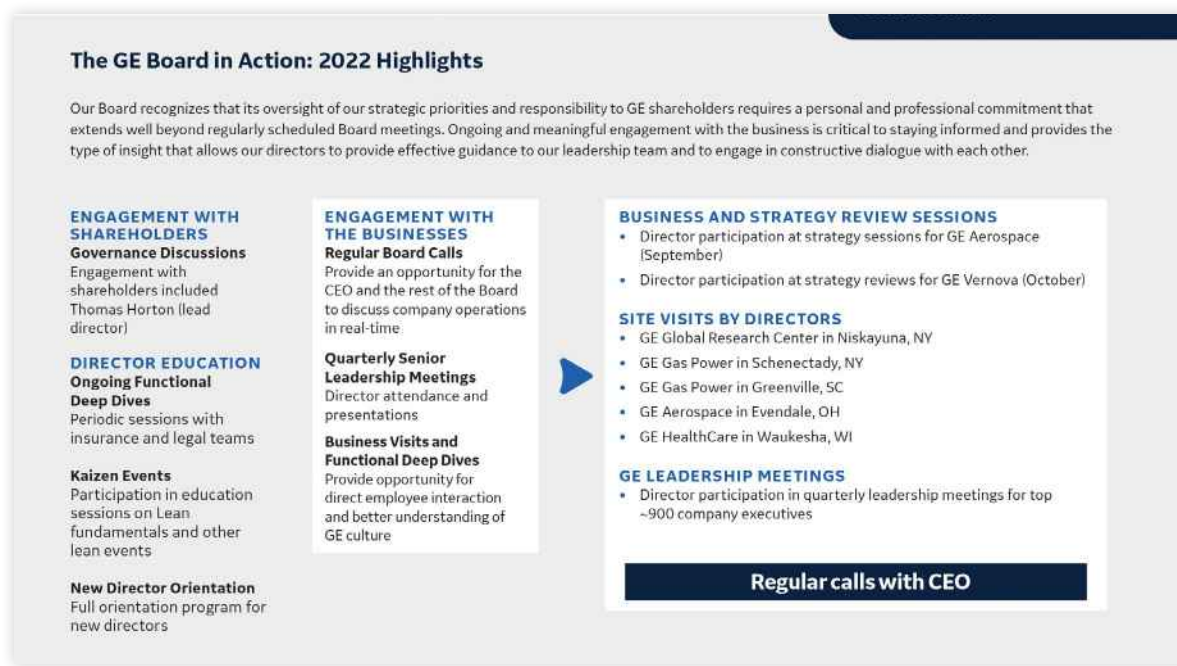 The GE Board in Action: 2022 Highlights
Our Board recognizes that its oversight of our strategic priorities and responsibility to GE shareholders requires a personal and professional commitment that
extends well beyond regularly scheduled Board meetings. Ongoing and meaningful engagement with the business is critical to staying informed and provides the
type of insight that allows our directors to provide effective guidance to our leadership team and to engage in constructive dialogue with each other.
ENGAGEMENT WITH
SHAREHOLDERS
Governance Discussions
Engagement with
shareholders included
Thomas Horton (lead
director)
DIRECTOR EDUCATION
Ongoing Functional
Deep Dives
Periodic sessions with
insurance and legal teams
Kaizen Events
Participation in education
sessions on Lean
fundamentals and other
lean events
New Director Orientation
Full orientation program for
new directors
ENGAGEMENT WITH
THE BUSINESSES
Regular Board Calls
Provide an opportunity for the
CEO and the rest of the Board
to discuss company operations
in real-time
Quarterly Senior
Leadership Meetings
Director attendance and
presentations
Business Visits and
Functional Deep Dives
Provide opportunity for
direct employee interaction
and better understanding of
GE culture
BUSINESS AND STRATEGY REVIEW SESSIONS
• Director participation at strategy sessions for GE Aerospace
(September)
• Director participation at strategy reviews for GE Vernova (October)
SITE VISITS BY DIRECTORS
• GE Global Research Center in Niskayuna, NY
• GE Gas Power in Schenectady, NY
• GE Gas Power in Greenville, SC
• GE Aerospace in Evendale, OH
• GE HealthCare in Waukesha, WI
GE LEADERSHIP MEETINGS
• Director participation in quarterly leadership meetings for top
~900 company executives
Regular calls with CEO